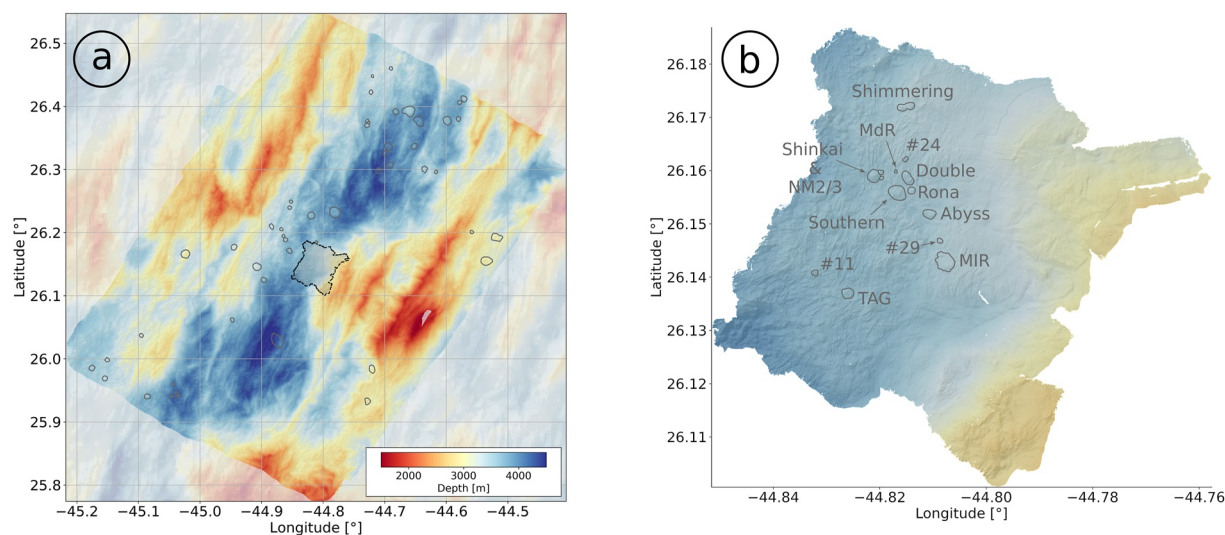 a
26.5
26.4
26.3
26.2
26.1
26.0
25.9
25.8
Latitude [°]
−45.2 −45.1 −45.0 −44.9 −44.8 −44.7 −44.6 −44.5
Longitude [°]
2000 3000 4000
Depth [m]
b
26.18
26.17
26.16
26.15
26.14
26.13
26.12
26.11
Latitude [°]
Shimmering
MdR
#24
Shinkai
&
NM2/3
Double
Rona
Southern
Abyss
#29
MIR
#11
TAG
−44.84 −44.82 −44.80 −44.78 −44.76
Longitude [°]